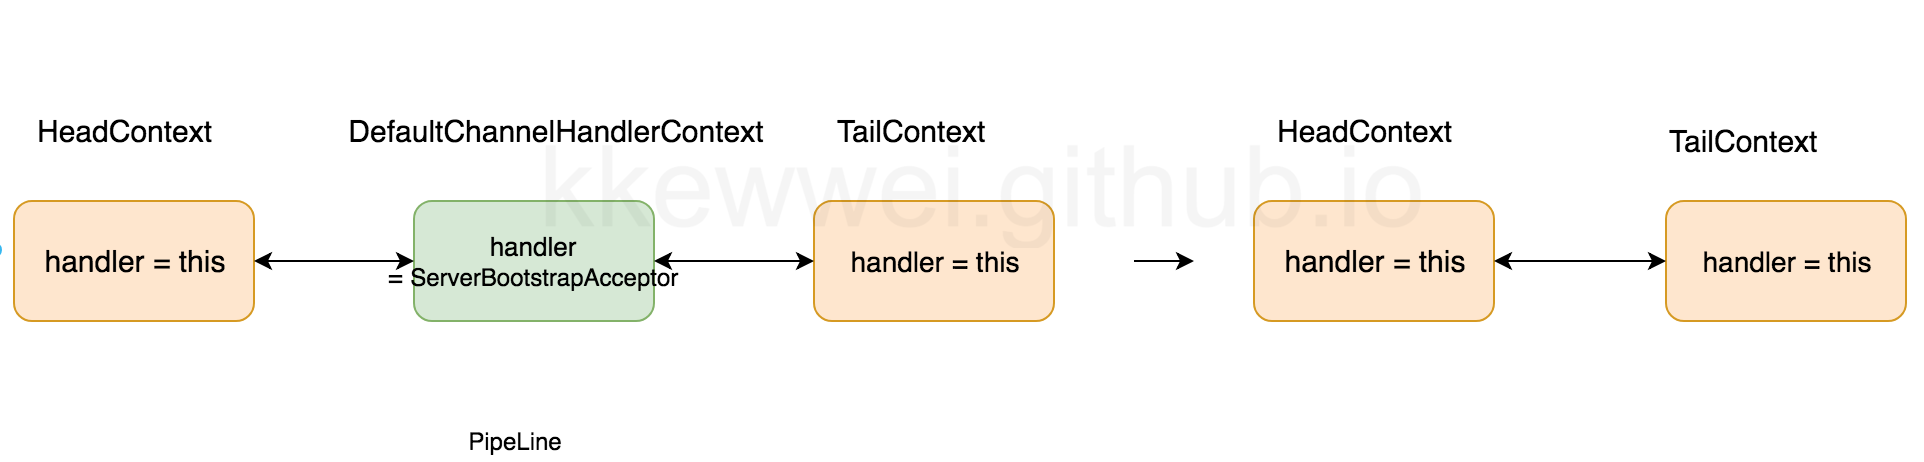 HeadContext
DefaultChannelHandlerContext
TailContext
HeadContext
TailContext
kkewwei.github.io
handler = this
handler
= ServerBootstrapAcceptor
handler = this
handler = this
handler = this
PipeLine